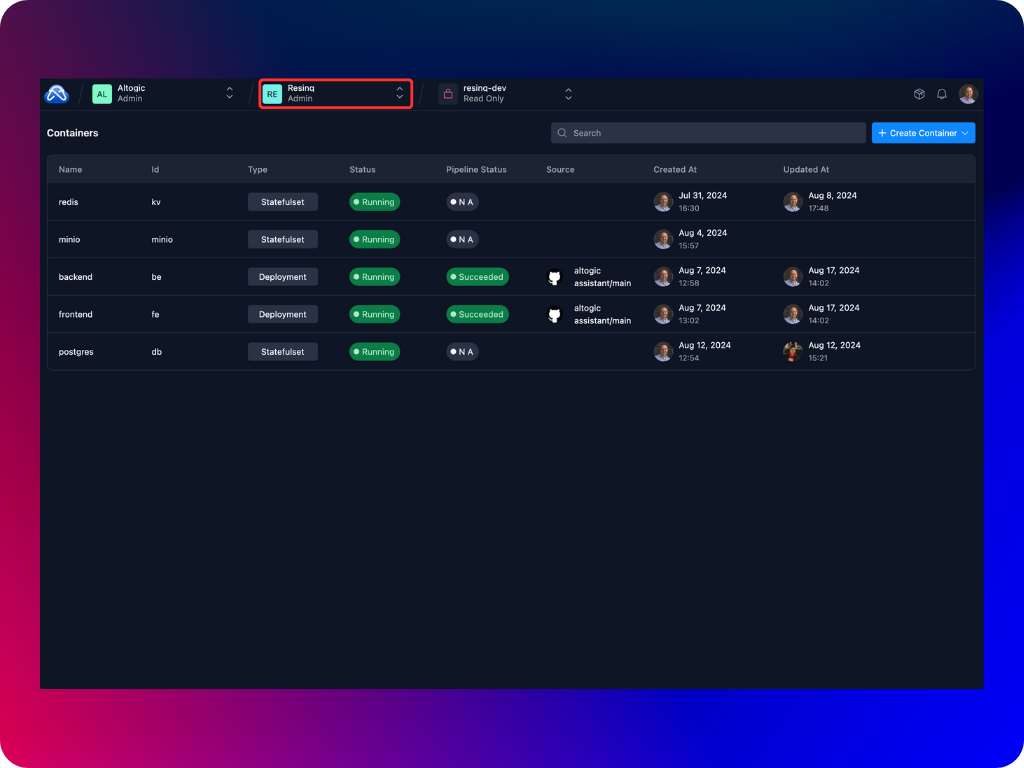 AL Altogic Admin
RE Resinq Admin
resinq-dev Read Only
Containers
Search
+ Create Container
Name Id Type Status Pipeline Status Source Created At Updated At
redis kv Statefulset Running N A Jul 31, 2024 16:30 Aug 8, 2024 17:48
minio minio Statefulset Running N A Aug 4, 2024 15:57
backend be Deployment Running Succeeded altogic assistant/main Aug 7, 2024 12:58 Aug 17, 2024 14:02
frontend fe Deployment Running Succeeded altogic assistant/main Aug 7, 2024 13:02 Aug 17, 2024 14:02
postgres db Statefulset Running N A Aug 12, 2024 12:54 Aug 12, 2024 15:21